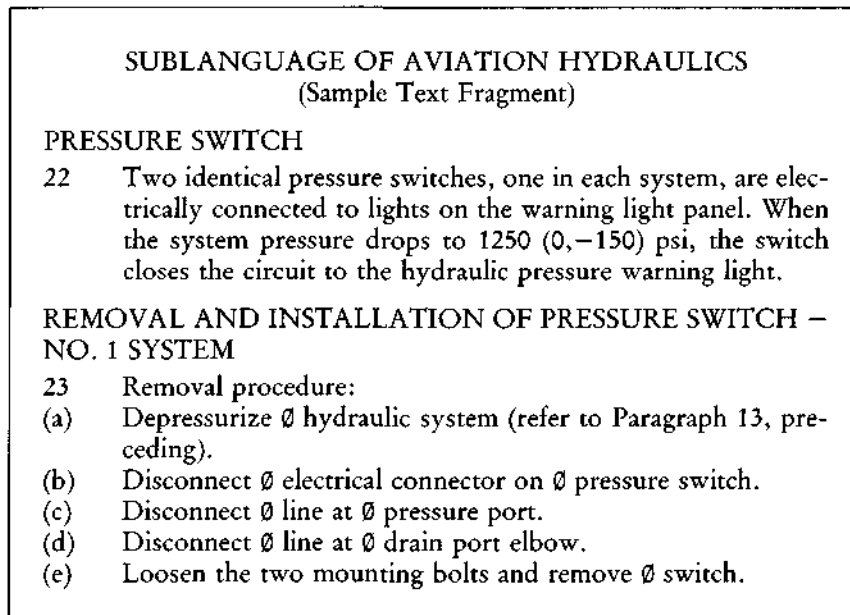 SUBLANGUAGE OF AVIATION HYDRAULICS
(Sample Text Fragment)
PRESSURE SWITCH
22 Two identical pressure switches, one in each system, are elec-
trically connected to lights on the warning light panel. When
the system pressure drops to 1250 (0,−150) psi, the switch
closes the circuit to the hydraulic pressure warning light.
REMOVAL AND INSTALLATION OF PRESSURE SWITCH –
NO. 1 SYSTEM
23 Removal procedure:
(a) Depressurize Ø hydraulic system (refer to Paragraph 13, pre-
ceding).
(b) Disconnect Ø electrical connector on Ø pressure switch.
(c) Disconnect Ø line at Ø pressure port.
(d) Disconnect Ø line at Ø drain port elbow.
(e) Loosen the two mounting bolts and remove Ø switch.